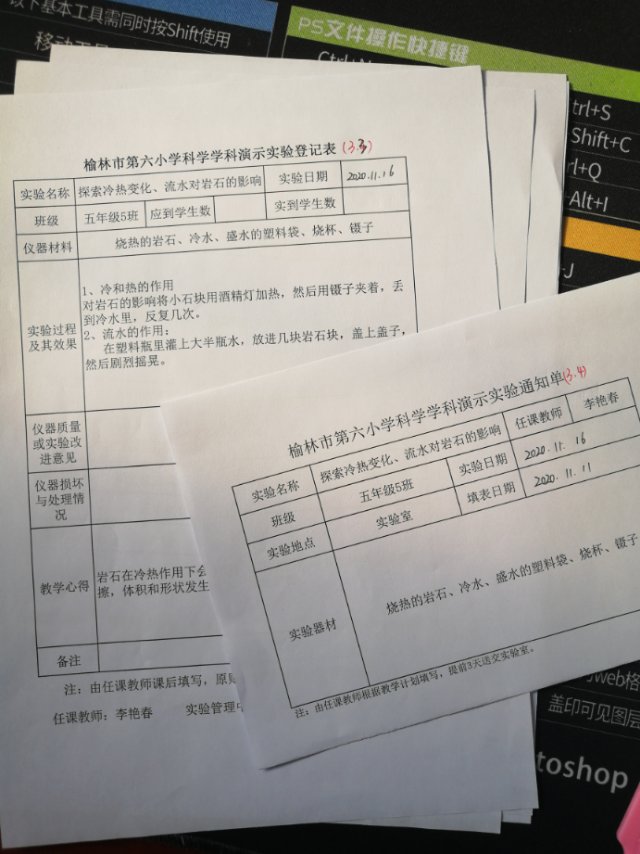 以下基本工具需同时按Shift使用
移动工具
PS文件操作快捷键
trl+S
Shift+C
rl+Q
Alt+I
+J
榆林市第六小学科学学科演示实验登记表(3.3)
实验名称 探索冷热变化、流水对岩石的影响 实验日期 2020.11.16
班级 五年级5班 应到学生数 实到学生数
仪器材料 烧热的岩石、冷水、盛水的塑料袋、烧杯、镊子
实验过程及其效果
1、冷和热的作用
对岩石的影响将小石块用酒精灯加热，然后用镊子夹着，丢
到冷水里，反复几次。
2、流水的作用：
在塑料瓶里灌上大半瓶水，放进几块岩石块，盖上盖子，
然后剧烈摇晃。
仪器质量
或实验改
进意见
仪器损坏
与处理情
况
教学心得
岩石在冷热作用下会
擦，体积和形状发生
备注
注：由任课教师课后填写，原则
任课教师：李艳春 实验管理
榆林市第六小学科学学科演示实验通知单(3.4)
实验名称 探索冷热变化、流水对岩石的影响 任课教师 李艳春
班级 五年级5班 实验日期 2020.11.16
实验地点 实验室 填表日期 2020.11.11
实验器材 烧热的岩石、冷水、盛水的塑料袋、烧杯、镊子
注：由任课教师根据教学计划填写，提前3天送交实验室。
Web格
盖印可见图层
toshop